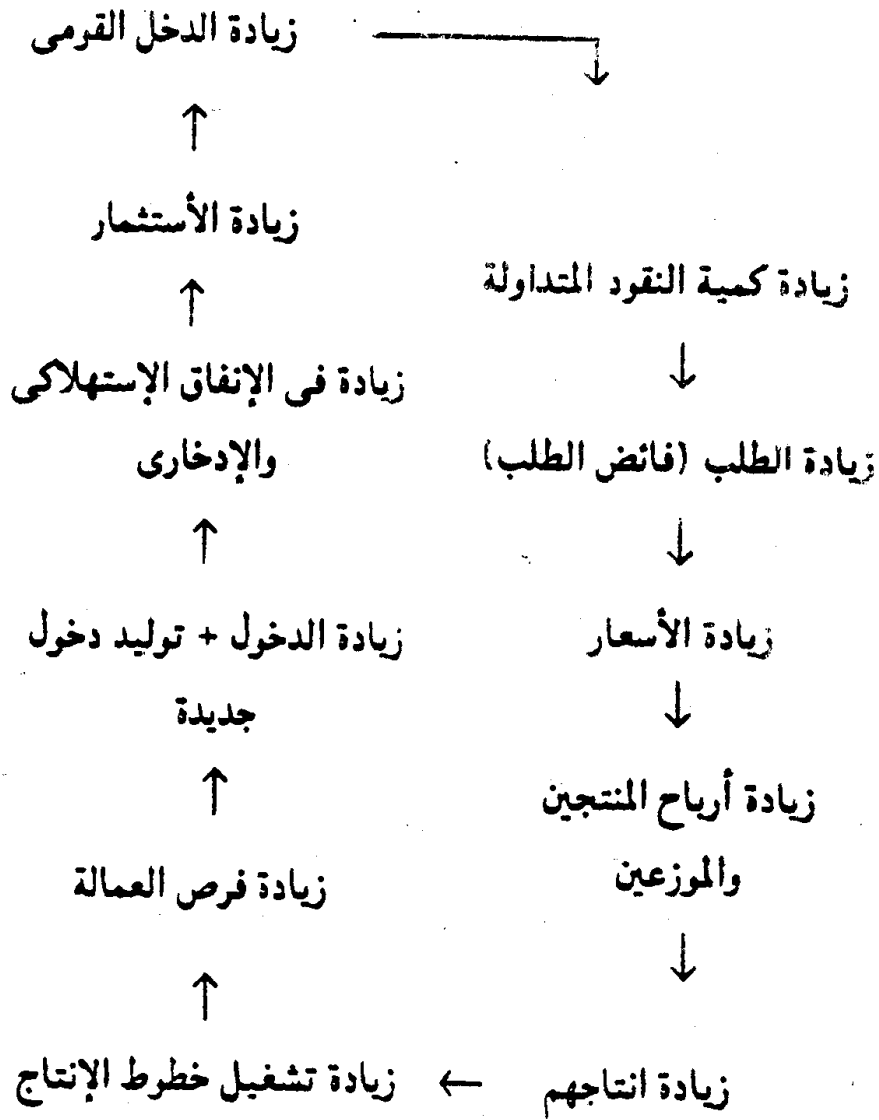 زيادة الدخل القرمى
زيادة الأستثمار
زيادة كمية النقود المتداولة
زيادة فى الإنفاق الإستهلاكى
والإدخارى
زيادة الطلب (فائض الطلب)
زيادة الدخول + توليد دخول
جديدة
زيادة الأسعار
زيادة أرباح المنتجين
والموزعين
زيادة فرص العمالة
زيادة انتاجهم ← زيادة تشغيل خطوط الإنتاج